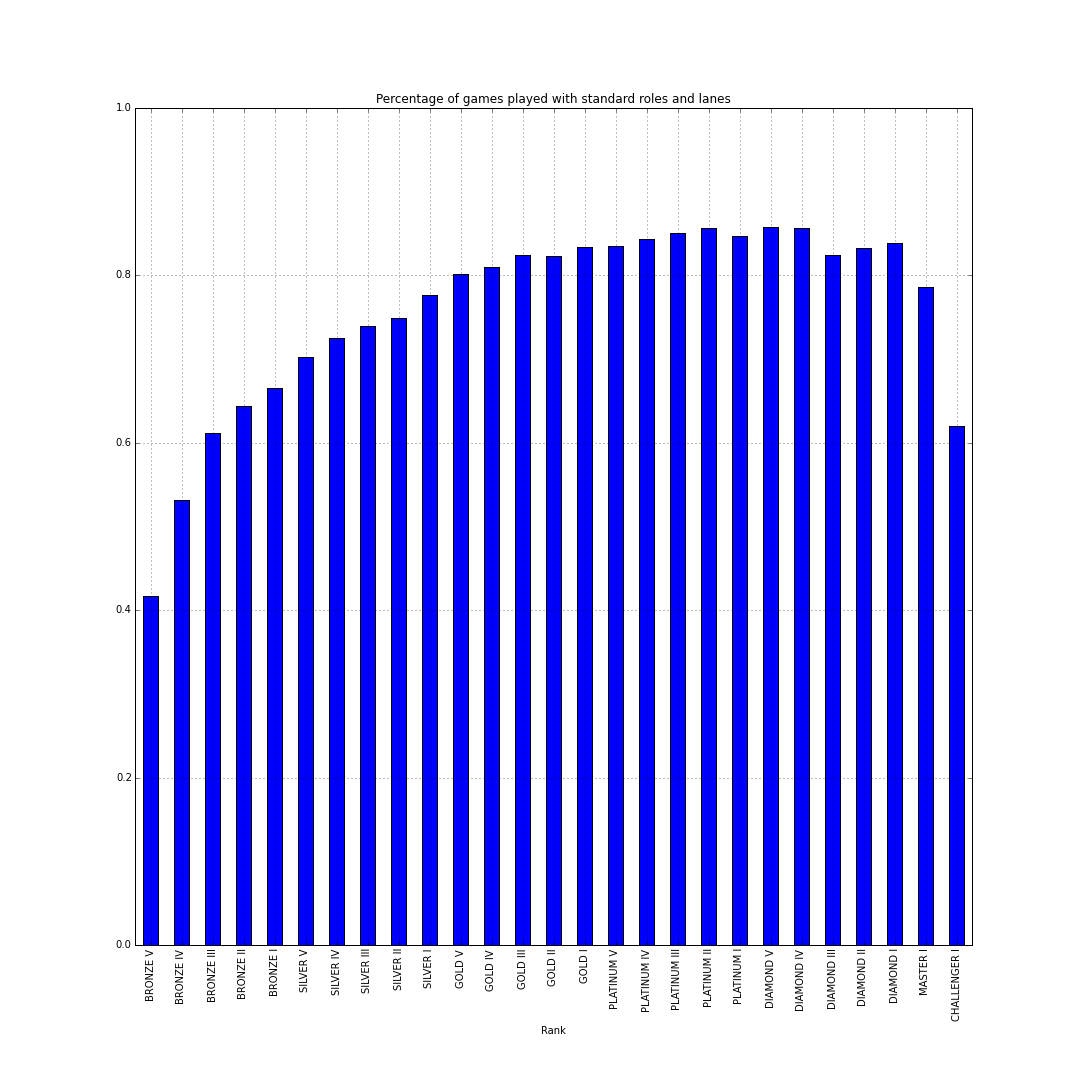 Percentage of games played with standard roles and lanes
1.0
0.8
0.6
0.4
0.2
0.0
BRONZE V
BRONZE IV
BRONZE III
BRONZE II
BRONZE I
SILVER V
SILVER IV
SILVER III
SILVER II
SILVER I
GOLD V
GOLD IV
GOLD III
GOLD II
GOLD I
PLATINUM V
PLATINUM IV
PLATINUM III
PLATINUM II
PLATINUM I
DIAMOND V
DIAMOND IV
DIAMOND III
DIAMOND II
DIAMOND I
MASTER I
CHALLENGER I
Rank